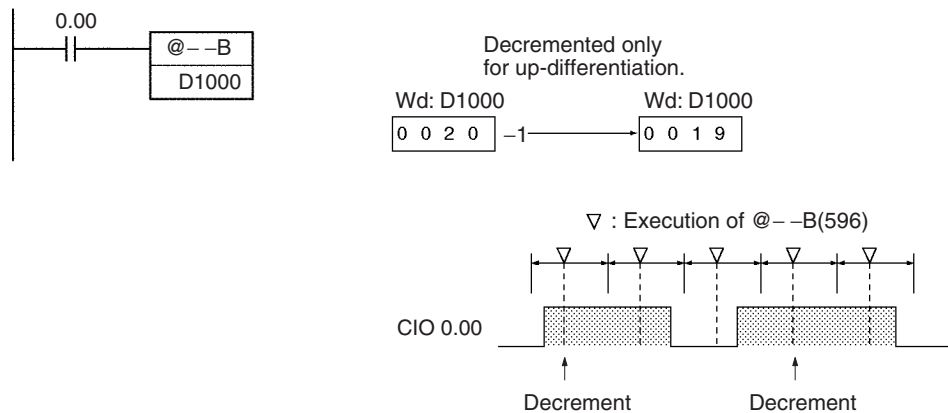 0.00
@– –B
D1000
Decremented only
for up-differentiation.
Wd: D1000 Wd: D1000
0 0 2 0 –1 0 0 1 9
▽ : Execution of @– –B(596)
CIO 0.00
Decrement Decrement